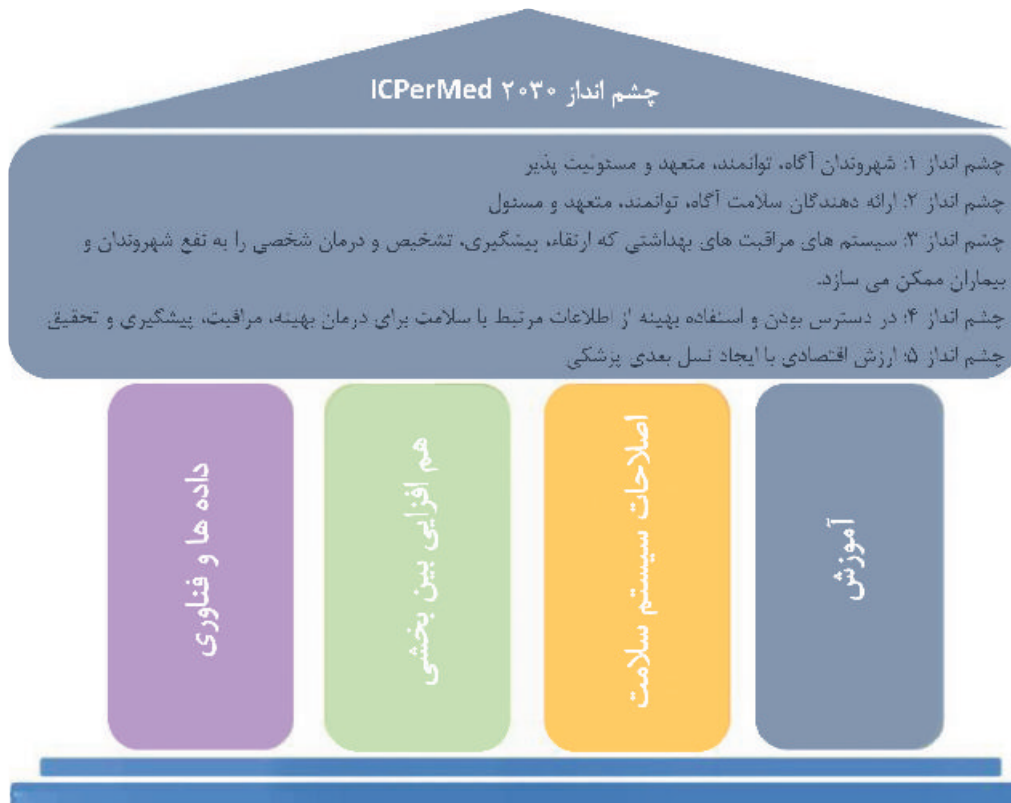 چشم انداز ۲۰۳۰ ICPerMed
چشم انداز ۱: شهروندان آگاه، توانمند، متعهد و مسئولیت پذیر
چشم انداز ۲: ارائه دهندگان سلامت آگاه، توانمند، متعهد و مسئول
چشم انداز ۳: سیستم های مراقبت های بهداشتی که ارتقاء، پیشگیری، تشخیص و درمان شخصی را به نفع شهروندان و
بیماران ممکن می سازد.
چشم انداز ۴: در دسترس بودن و استفاده بهینه از اطلاعات مرتبط با سلامت برای درمان بهینه، مراقبت، پیشگیری و تحقیق
چشم انداز ۵: ارزش اقتصادی با ایجاد نسل بعدی پزشکی
آموزش
اصلاحات سیستم سلامت
هم افزایی بین بخشی
داده ها و فناوری